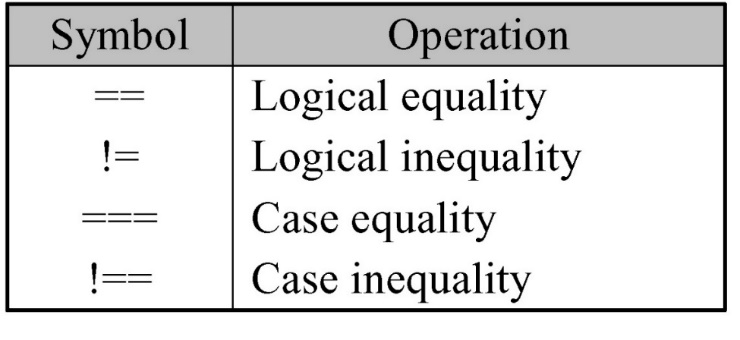 Symbol Operation
== Logical equality
!= Logical inequality
=== Case equality
!== Case inequality